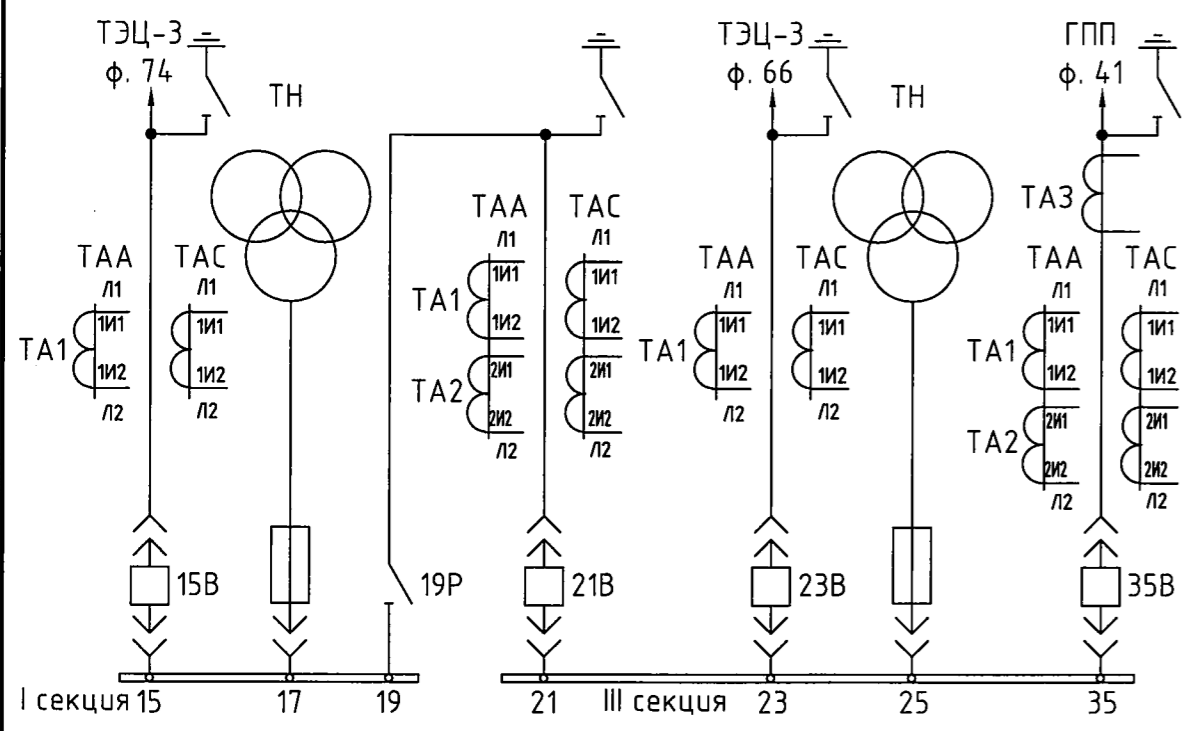 ТЭЦ-3
ф. 74
ТН
ТЭЦ-3
ф. 66
ТН
ГПП
ф. 41
ТАА
Л1
ТА1
1И1
1И2
Л2
ТАС
Л1
1И1
1И2
Л2
ТАА
Л1
ТА1
1И1
1И2
ТА2
2И1
2И2
Л2
ТАС
Л1
1И1
1И2
2И1
2И2
Л2
ТАА
Л1
ТА1
1И1
1И2
Л2
ТАС
Л1
1И1
1И2
Л2
ТА3
ТАА
Л1
ТА1
1И1
1И2
ТА2
2И1
2И2
Л2
ТАС
Л1
1И1
1И2
2И1
2И2
Л2
15В
19Р
21В
23В
35В
I секция 15 17 19
21 III секция 23 25 35